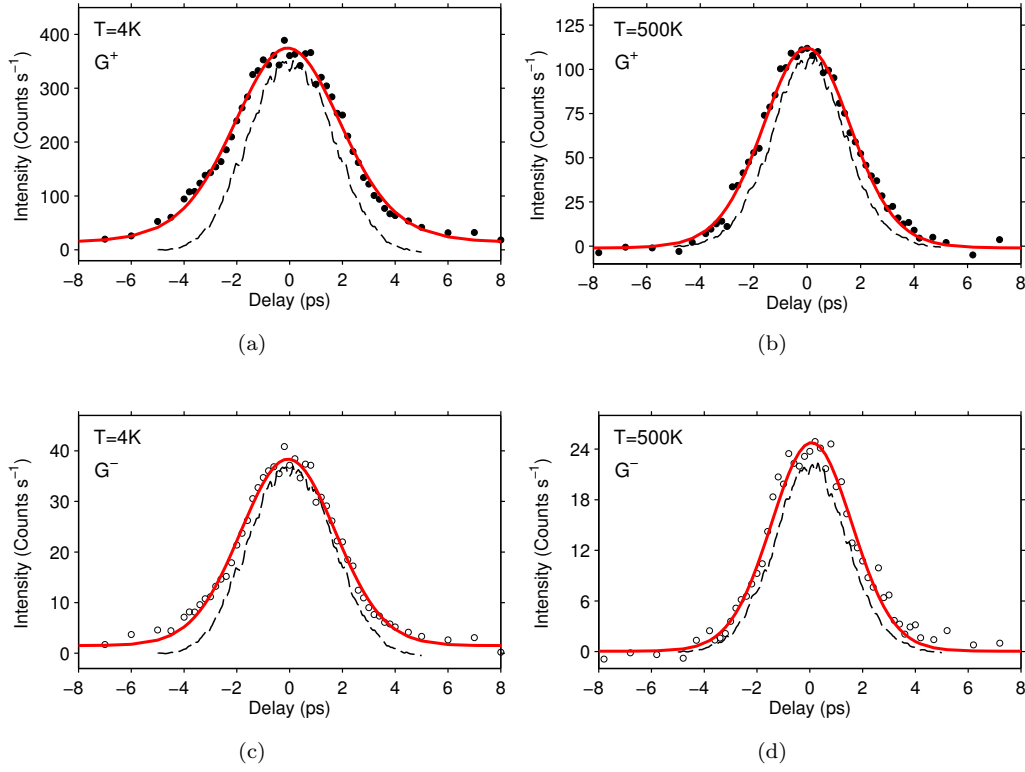 T=4K
G⁺
Intensity (Counts s⁻¹)
400
300
200
100
0
−8 −6 −4 −2 0 2 4 6 8
Delay (ps)
(a)
T=500K
G⁺
Intensity (Counts s⁻¹)
125
100
75
50
25
0
−8 −6 −4 −2 0 2 4 6 8
Delay (ps)
(b)
T=4K
G⁻
Intensity (Counts s⁻¹)
40
30
20
10
0
−8 −6 −4 −2 0 2 4 6 8
Delay (ps)
(c)
T=500K
G⁻
Intensity (Counts s⁻¹)
24
18
12
6
0
−8 −6 −4 −2 0 2 4 6 8
Delay (ps)
(d)